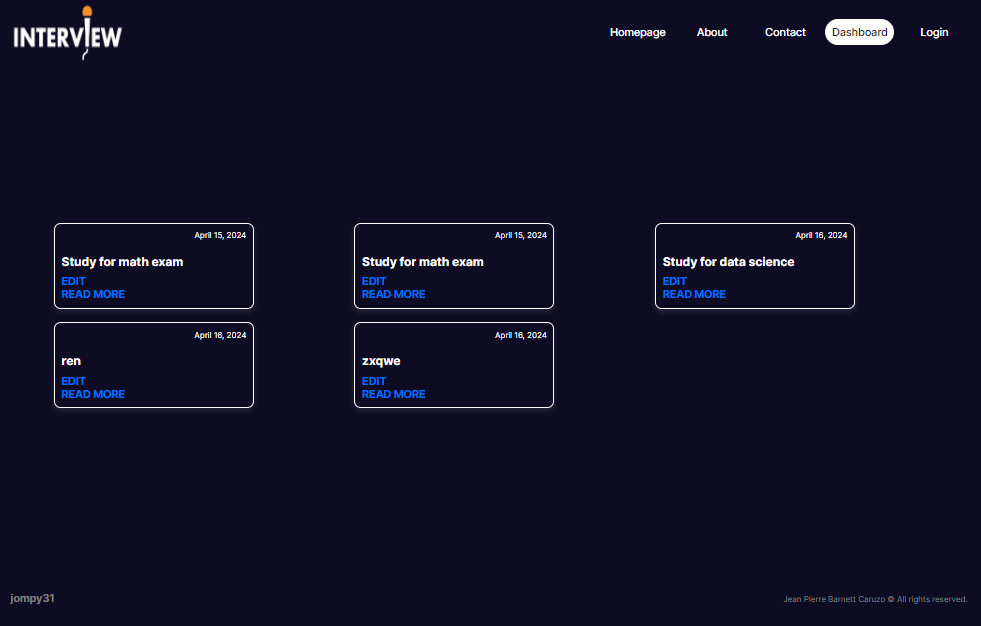 INTERVIEW
Homepage About Contact Dashboard Login
April 15, 2024
Study for math exam
EDIT
READ MORE
April 15, 2024
Study for math exam
EDIT
READ MORE
April 16, 2024
Study for data science
EDIT
READ MORE
April 16, 2024
ren
EDIT
READ MORE
April 16, 2024
zxqwe
EDIT
READ MORE
jompy31
Jean Pierre Barnett Caruzo © All rights reserved.